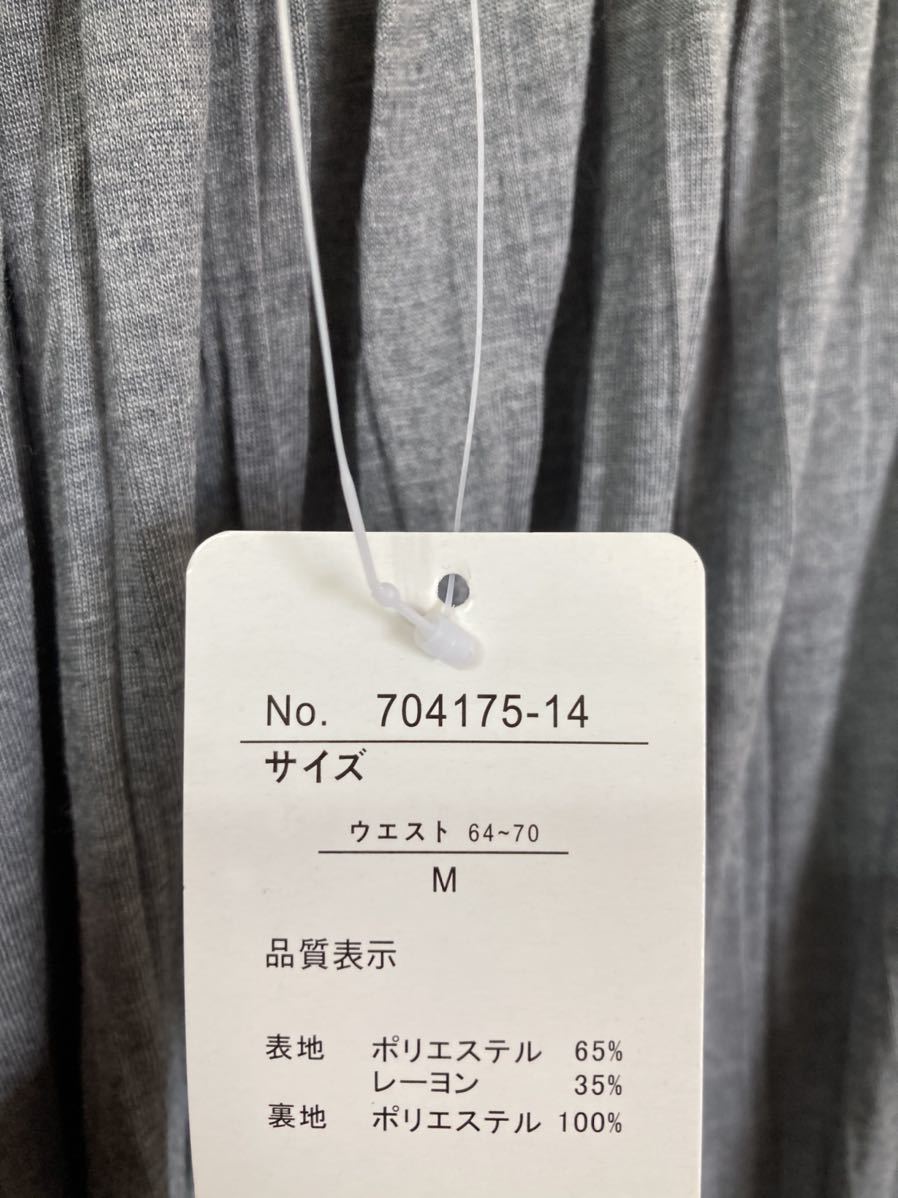 No. 704175-14
サイズ
ウエスト 64~70
M
品質表示
表地 ポリエステル 65%
レーヨン 35%
裏地 ポリエステル 100%